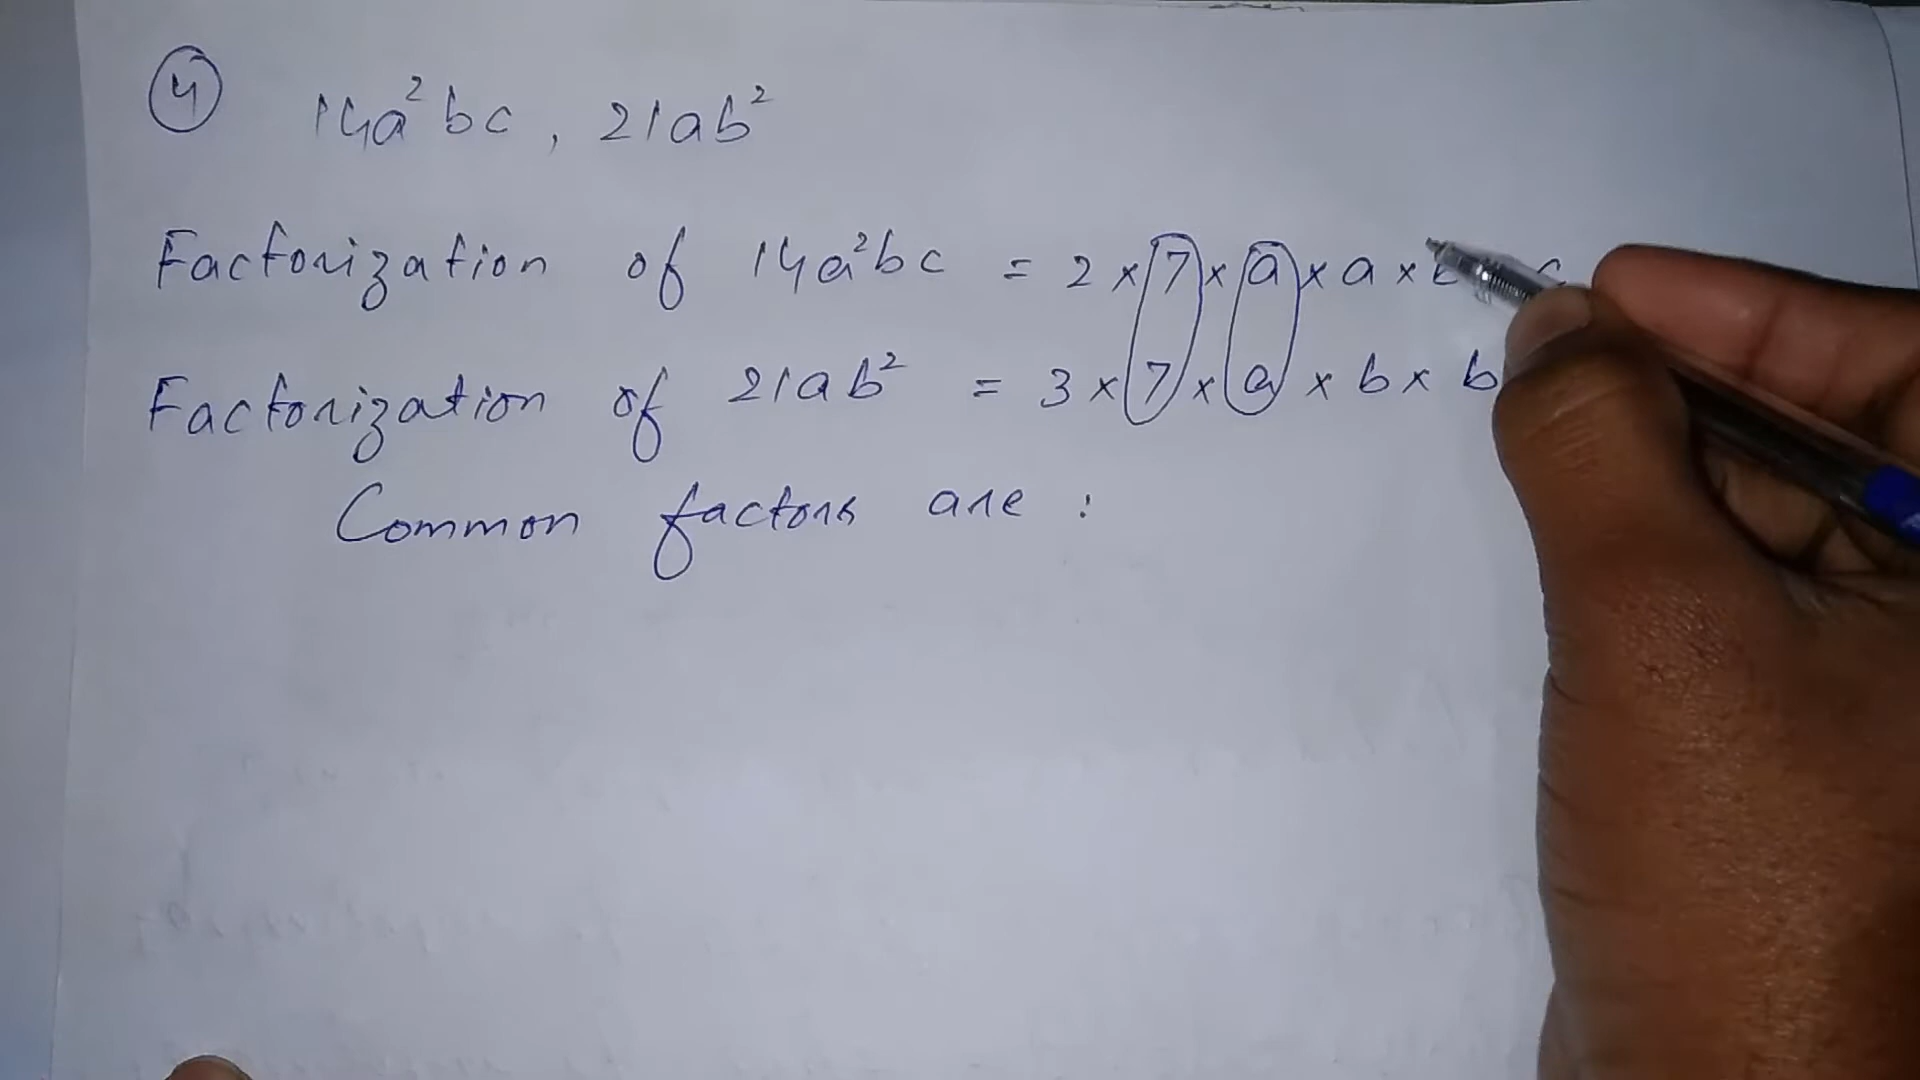 4 14a²bc, 21ab²
Factorization of 14a²bc = 2 × 7 × a × a ×
Factorization of 21ab² = 3 × 7 × a × b × b
Common factors are :